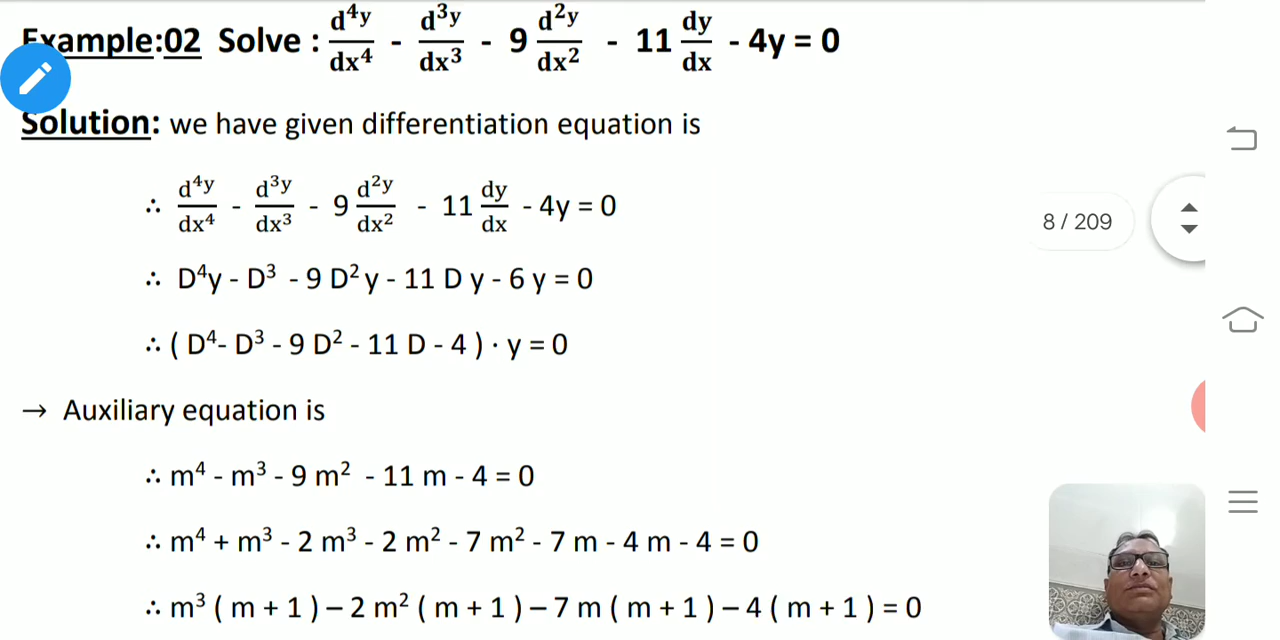 Example:02 Solve : d⁴y/dx⁴ - d³y/dx³ - 9 d²y/dx² - 11 dy/dx - 4y = 0
Solution: we have given differentiation equation is
∴ d⁴y/dx⁴ - d³y/dx³ - 9 d²y/dx² - 11 dy/dx - 4y = 0
8 / 209
∴ D⁴y - D³ - 9 D² y - 11 D y - 6 y = 0
∴ ( D⁴- D³ - 9 D² - 11 D - 4 ) · y = 0
→ Auxiliary equation is
∴ m⁴ - m³ - 9 m² - 11 m - 4 = 0
∴ m⁴ + m³ - 2 m³ - 2 m² - 7 m² - 7 m - 4 m - 4 = 0
∴ m³ ( m + 1 ) – 2 m² ( m + 1 ) – 7 m ( m + 1 ) – 4 ( m + 1 ) = 0